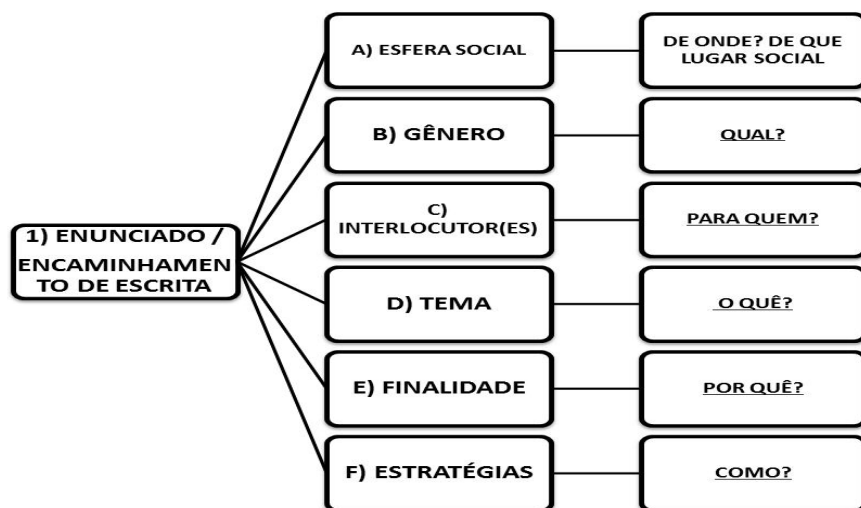 1) ENUNCIADO /
ENCAMINHAMEN
TO DE ESCRITA
A) ESFERA SOCIAL
DE ONDE? DE QUE
LUGAR SOCIAL
B) GÊNERO
QUAL?
C)
INTERLOCUTOR(ES)
PARA QUEM?
D) TEMA
O QUÊ?
E) FINALIDADE
POR QUÊ?
F) ESTRATÉGIAS
COMO?